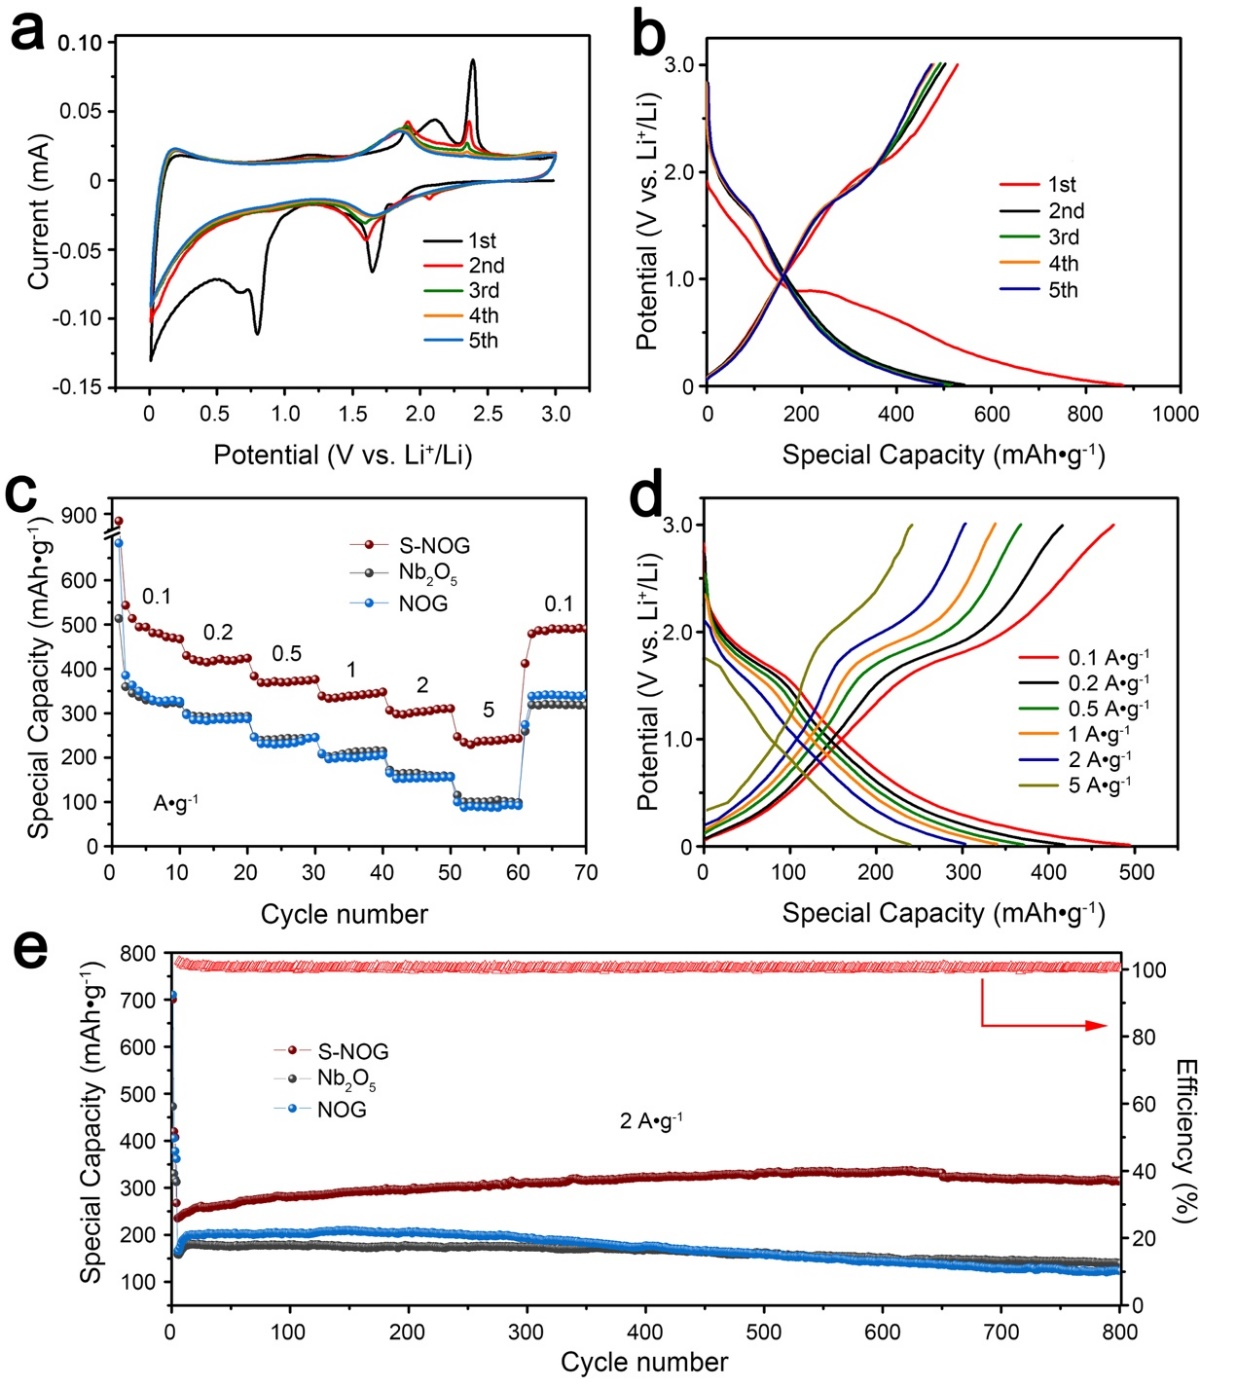 a
0.10
0.05
0
-0.05
-0.10
-0.15
Current (mA)
1st
2nd
3rd
4th
5th
0 0.5 1.0 1.5 2.0 2.5 3.0
Potential (V vs. Li⁺/Li)
b
3.0
2.0
1.0
0
Potential (V vs. Li⁺/Li)
1st
2nd
3rd
4th
5th
0 200 400 600 800 1000
Special Capacity (mAh•g⁻¹)
c
900
600
500
400
300
200
100
0
Special Capacity (mAh•g⁻¹)
S-NOG
Nb₂O₅
NOG
0.1
0.2
0.5
1
2
5
0.1
A•g⁻¹
0 10 20 30 40 50 60 70
Cycle number
d
3.0
2.0
1.0
0
Potential (V vs. Li⁺/Li)
0.1 A•g⁻¹
0.2 A•g⁻¹
0.5 A•g⁻¹
1 A•g⁻¹
2 A•g⁻¹
5 A•g⁻¹
0 100 200 300 400 500
Special Capacity (mAh•g⁻¹)
e
800
700
600
500
400
300
200
100
Special Capacity (mAh•g⁻¹)
S-NOG
Nb₂O₅
NOG
2 A•g⁻¹
100
80
60
40
20
0
Efficiency (%)
0 100 200 300 400 500 600 700 800
Cycle number